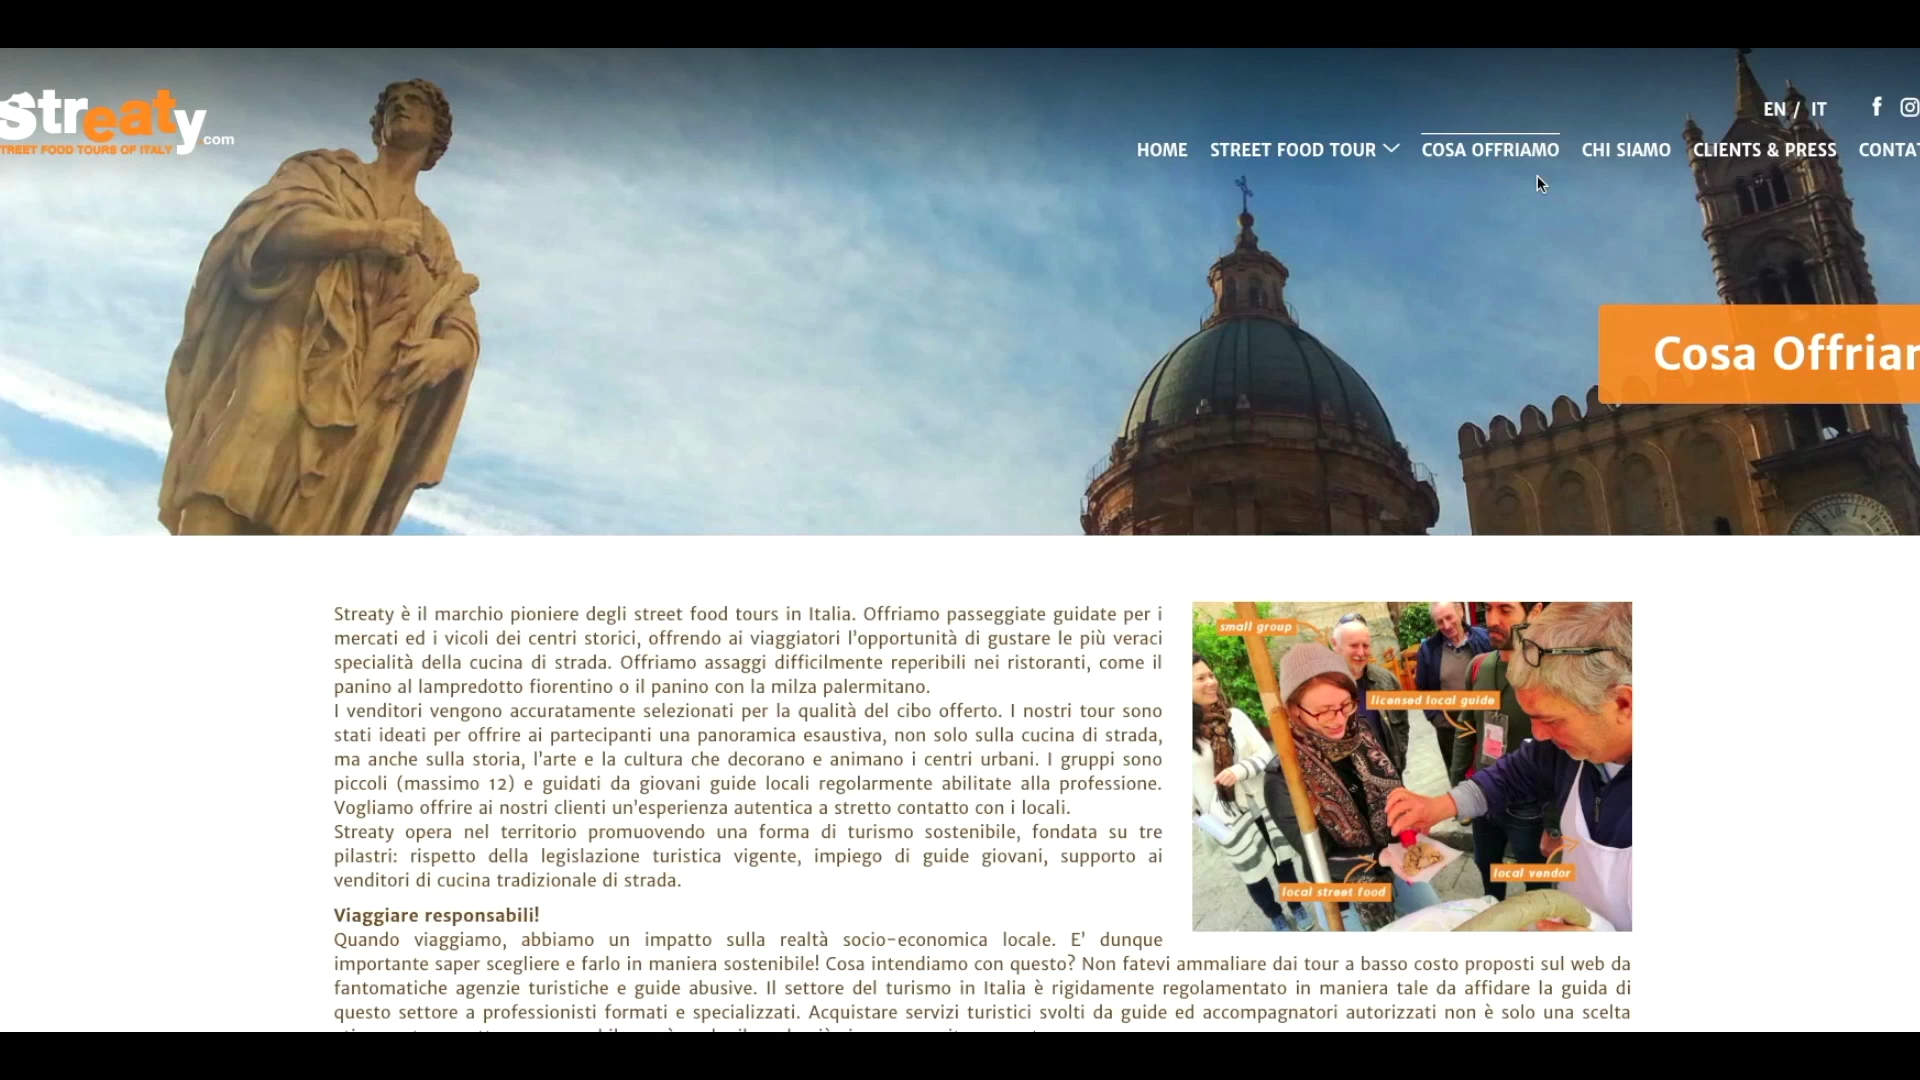 Streaty.com
STREET FOOD TOURS OF ITALY
EN / IT
HOME STREET FOOD TOUR COSA OFFRIAMO CHI SIAMO CLIENTS & PRESS
Cosa
Streaty è il marchio pioniere degli street food tours in Italia. Offriamo passeggiate guidate per i
mercati ed i vicoli dei centri storici, offrendo ai viaggiatori l’opportunità di gustare le più veraci
specialità della cucina di strada. Offriamo assaggi difficilmente reperibili nei ristoranti, come il
panino al lampredotto fiorentino o il panino con la milza palermitano.
I venditori vengono accuratamente selezionati per la qualità del cibo offerto. I nostri tour sono
stati ideati per offrire ai partecipanti una panoramica esaustiva, non solo sulla cucina di strada,
ma anche sulla storia, l’arte e la cultura che decorano e animano i centri urbani. I gruppi sono
piccoli (massimo 12) e guidati da giovani guide locali regolarmente abilitate alla professione.
Vogliamo offrire ai nostri clienti un’esperienza autentica a stretto contatto con i locali.
Streaty opera nel territorio promuovendo una forma di turismo sostenibile, fondata su tre
pilastri: rispetto della legislazione turistica vigente, impiego di guide giovani, supporto ai
venditori di cucina tradizionale di strada.
small group
licensed local guide
local vendor
local street food
Viaggiare responsabili!
Quando viaggiamo, abbiamo un impatto sulla realtà socio-economica locale. E’ dunque
importante saper scegliere e farlo in maniera sostenibile! Cosa intendiamo con questo? Non fatevi ammaliare dai tour a basso costo proposti sul web da
fantomatiche agenzie turistiche e guide abusive. Il settore del turismo in Italia è rigidamente regolamentato in maniera tale da affidare la guida di
questo settore a professionisti formati e specializzati. Acquistare servizi turistici svolti da guide ed accompagnatori autorizzati non è solo una scelta